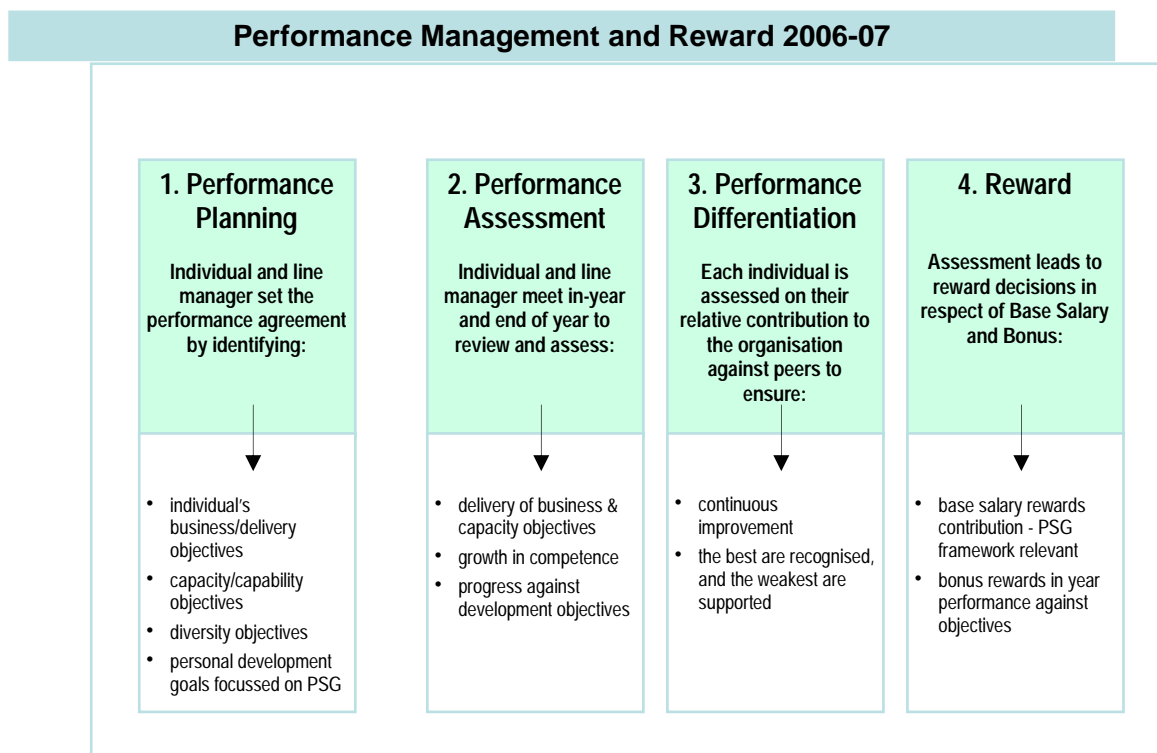 Performance Management and Reward 2006-07
1. Performance
Planning
Individual and line
manager set the
performance agreement
by identifying:
• individual's
business/delivery
objectives
• capacity/capability
objectives
• diversity objectives
• personal development
goals focussed on PSG
2. Performance
Assessment
Individual and line
manager meet in-year
and end of year to
review and assess:
• delivery of business &
capacity objectives
• growth in competence
• progress against
development objectives
3. Performance
Differentiation
Each individual is
assessed on their
relative contribution to
the organisation
against peers to
ensure:
• continuous
improvement
• the best are recognised,
and the weakest are
supported
4. Reward
Assessment leads to
reward decisions in
respect of Base Salary
and Bonus:
• base salary rewards
contribution - PSG
framework relevant
• bonus rewards in year
performance against
objectives